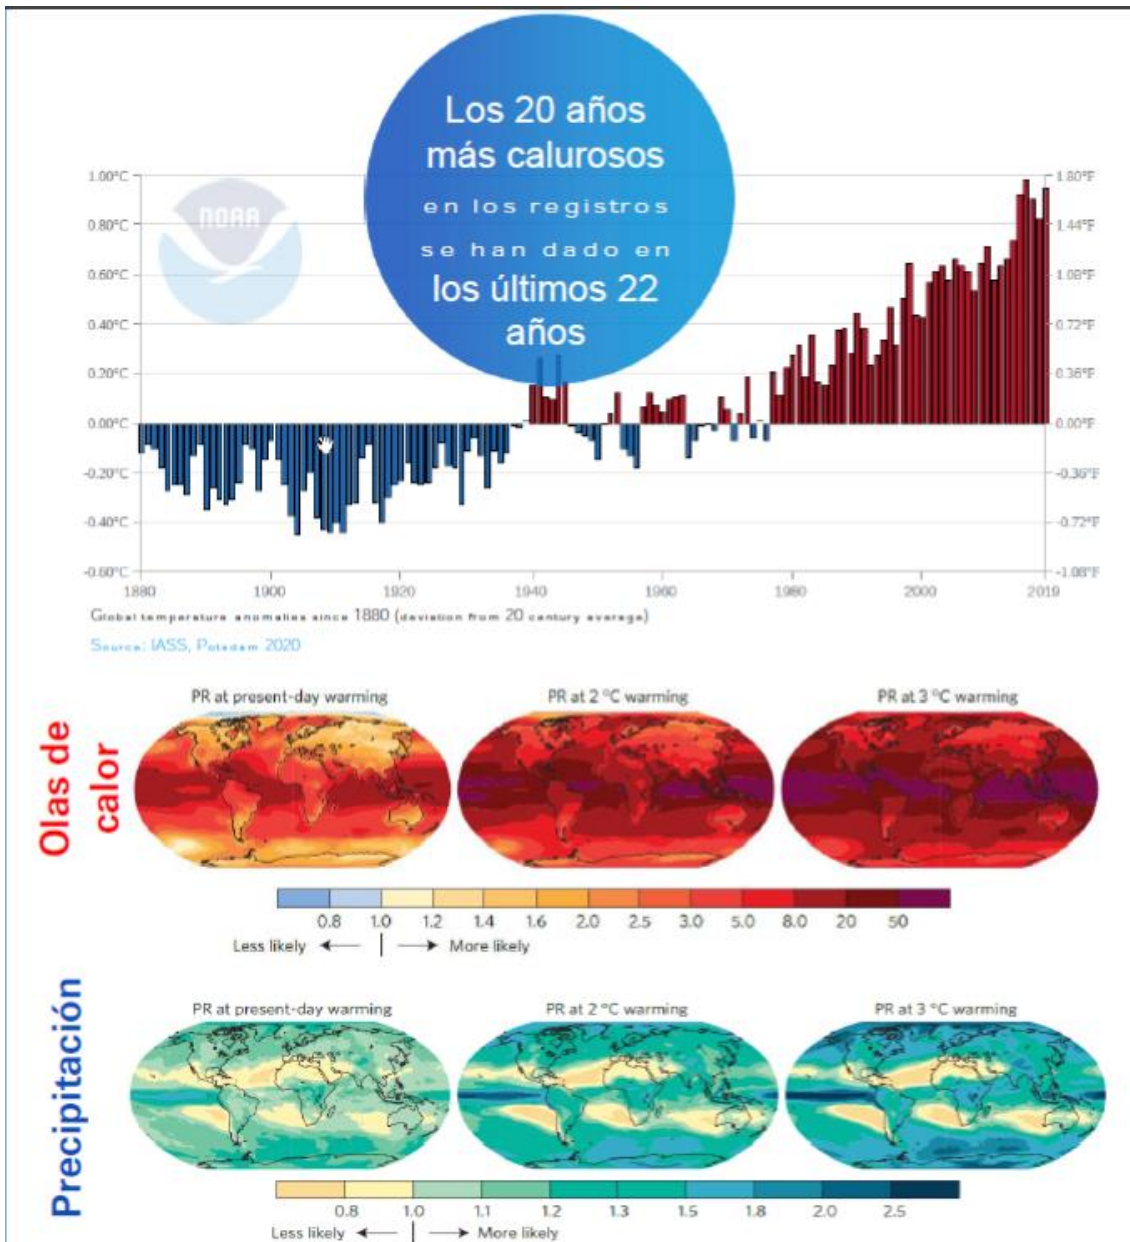 Los 20 años
más calurosos
en los registros
se han dado en
los últimos 22
años
NOAA
1.00°C
0.80°C
0.60°C
0.40°C
0.20°C
0.00°C
-0.20°C
-0.40°C
-0.60°C
1.80°F
1.44°F
1.08°F
0.72°F
0.36°F
0.00°F
-0.36°F
-0.72°F
-1.08°F
1880 1900 1920 1940 1960 1980 2000 2019
Global temperature anomalies since 1880 (deviation from 20 century average)
Source: IASS, Potsdam 2020
Olas de
calor
PR at present-day warming PR at 2 °C warming PR at 3 °C warming
0.8 1.0 1.2 1.4 1.6 2.0 2.5 3.0 5.0 8.0 20 50
Less likely More likely
Precipitación
PR at present-day warming PR at 2 °C warming PR at 3 °C warming
0.8 1.0 1.1 1.2 1.3 1.5 1.8 2.0 2.5
Less likely More likely